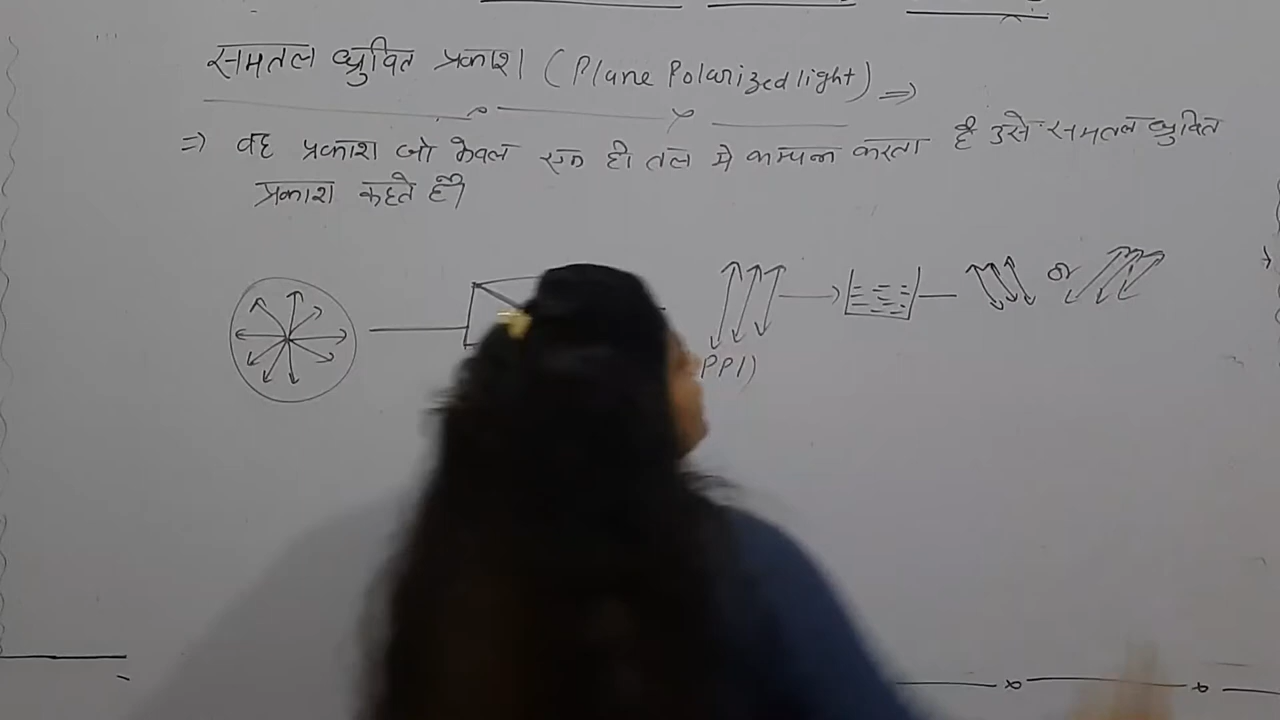 समतल ध्रुवित प्रकाश (Plane Polarized light) ⇒
⇒ वह प्रकाश जो केवल एक ही तल मे कम्पन करता है उसे समतल ध्रुवित
प्रकाश कहते हैं।
or
PPl)